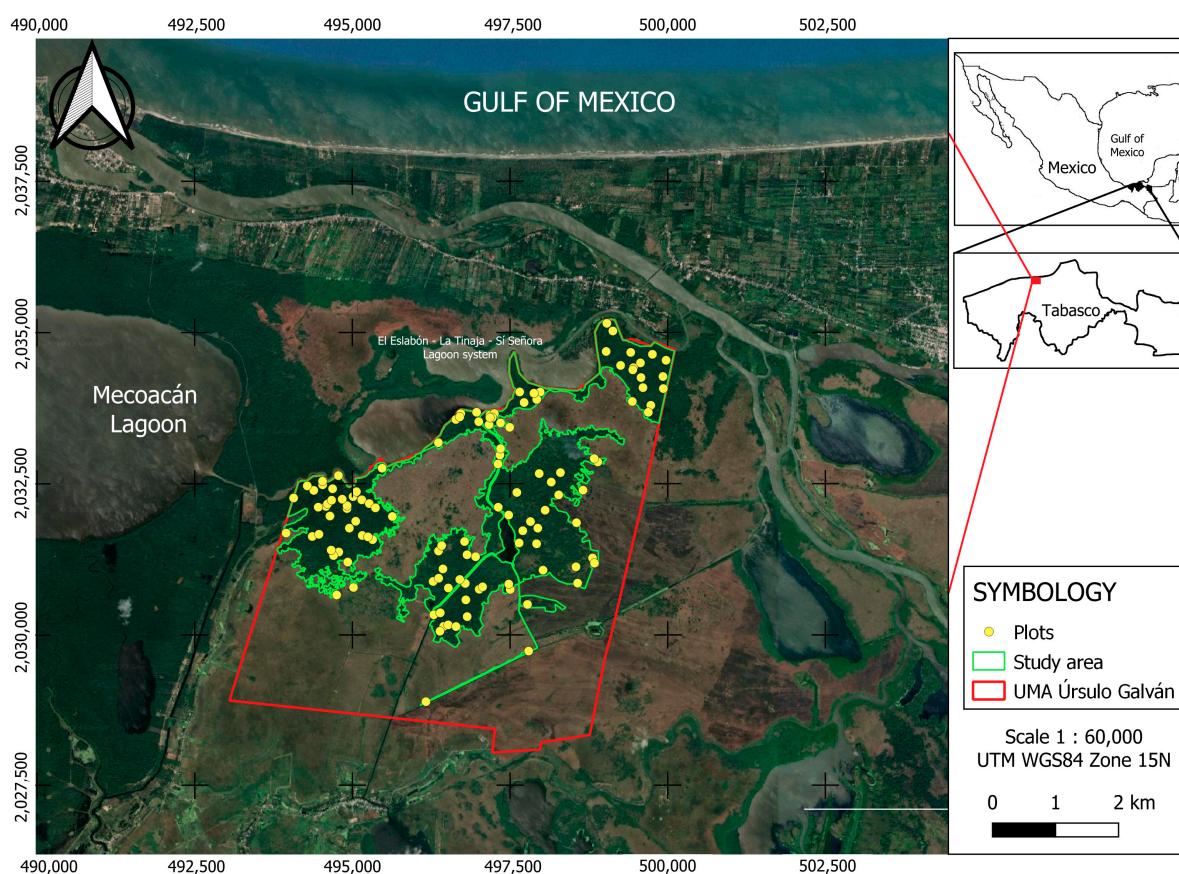 490,000 492,500 495,000 497,500 500,000 502,500
GULF OF MEXICO
2,037,500
2,035,000
2,032,500
2,030,000
2,027,500
El Eslabón - La Tinaja - Sí Señora
Lagoon system
Mecoacán
Lagoon
490,000 492,500 495,000 497,500 500,000 502,500
Gulf of
Mexico
Mexico
Tabasco
SYMBOLOGY
Plots
Study area
UMA Úrsulo Galván
Scale 1 : 60,000
UTM WGS84 Zone 15N
0 1 2 km